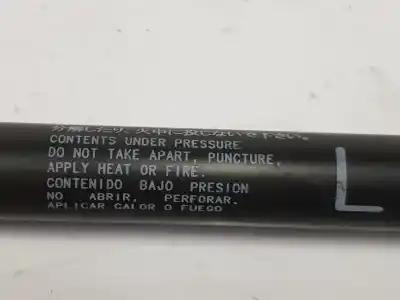 分解したり、火中に投じないで下さい。
CONTENTS UNDER PRESSURE
DO NOT TAKE APART, PUNCTURE,
APPLY HEAT OR FIRE.
CONTENIDO BAJO PRESION
NO ABRIR, PERFORAR,
APLICAR CALOR O FUEGO
L